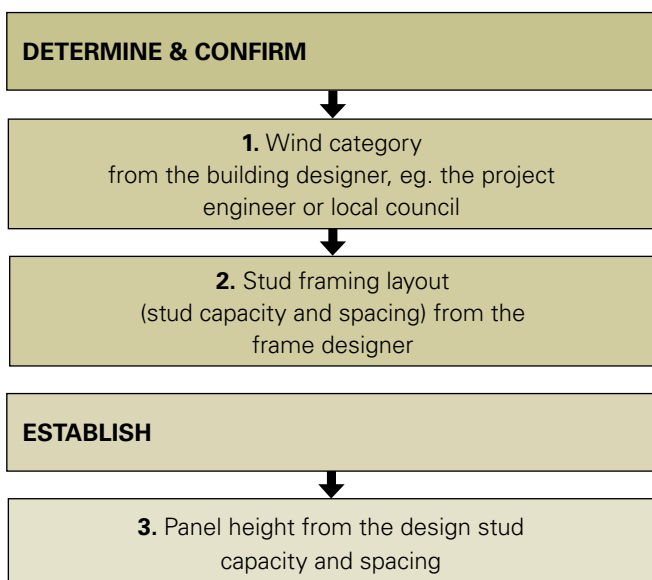 DETERMINE & CONFIRM
1. Wind category
from the building designer, eg. the project
engineer or local council
2. Stud framing layout
(stud capacity and spacing) from the
frame designer
ESTABLISH
3. Panel height from the design stud
capacity and spacing